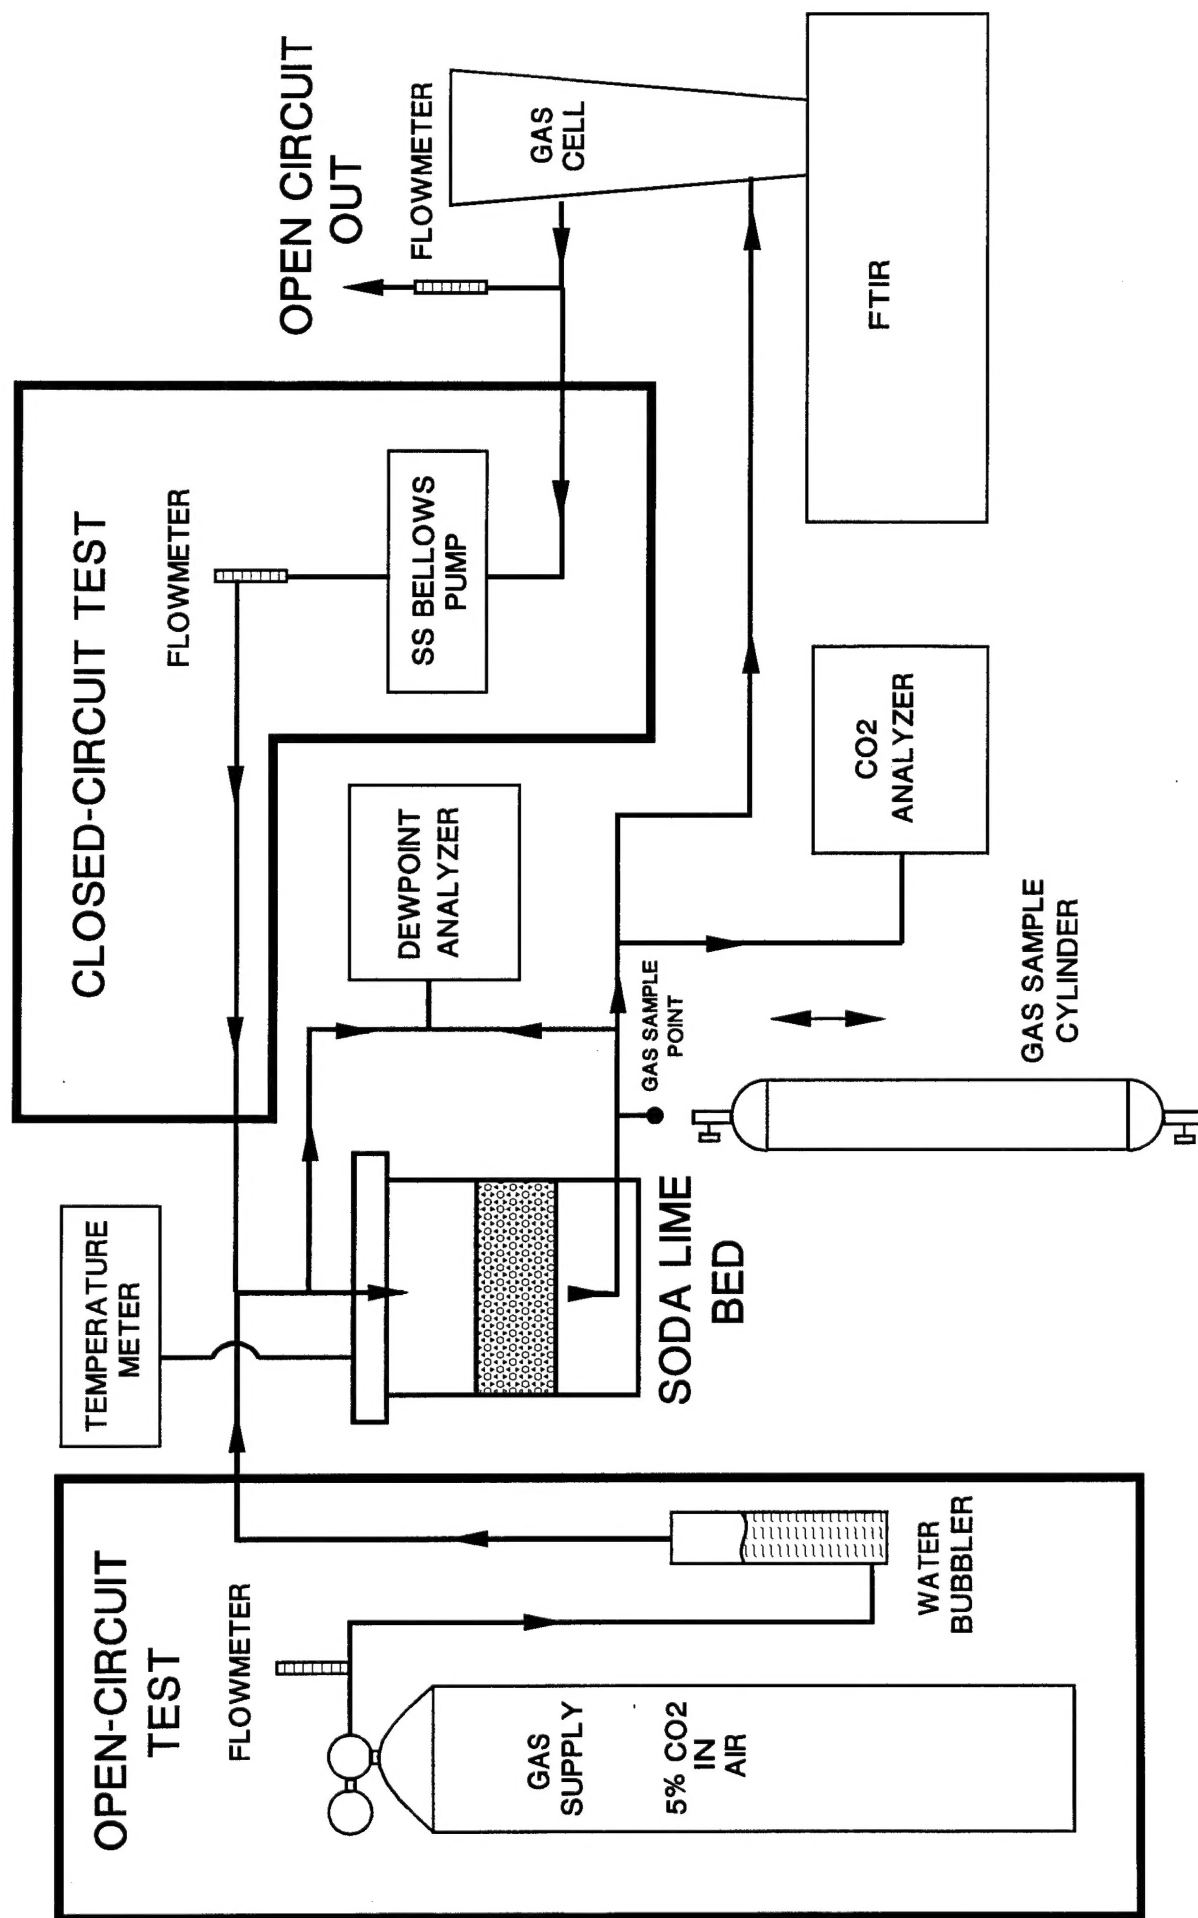 OPEN-CIRCUIT
TEST
FLOWMETER
GAS
SUPPLY
5% CO2
IN
AIR
WATER
BUBBLER
TEMPERATURE
METER
SODA LIME
BED
CLOSED-CIRCUIT TEST
FLOWMETER
SS BELLOWS
PUMP
DEWPOINT
ANALYZER
GAS SAMPLE
POINT
GAS SAMPLE
CYLINDER
CO2
ANALYZER
OPEN CIRCUIT
OUT
FLOWMETER
GAS
CELL
FTIR